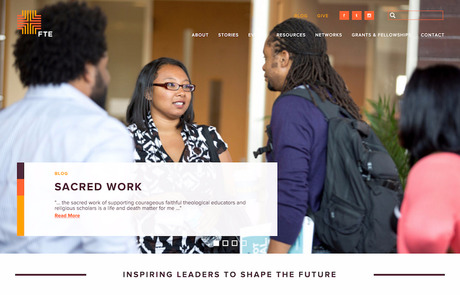 BLOG GIVE
FTE
ABOUT STORIES RESOURCES NETWORKS GRANTS & FELLOWSHIPS CONTACT
BLOG
SACRED WORK
"... the sacred work of supporting courageous faithful theological educators and
religious scholars is a life and death matter for me ..."
Read More
INSPIRING LEADERS TO SHAPE THE FUTURE